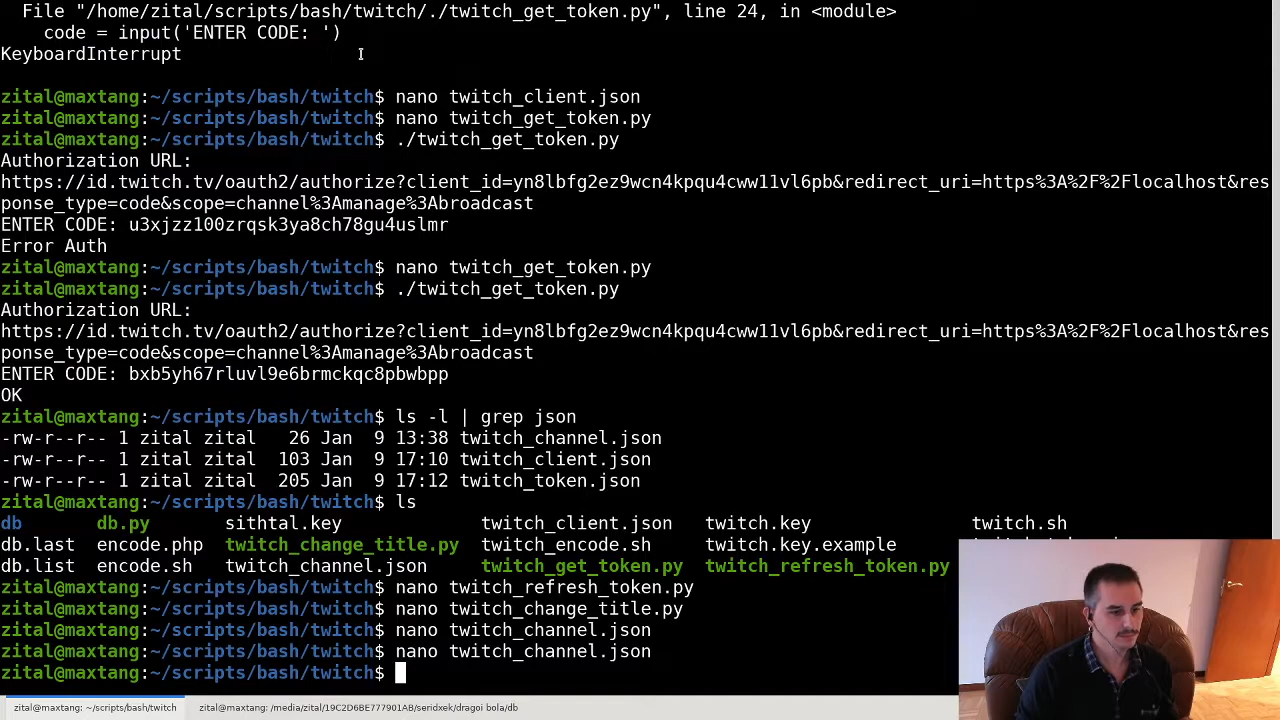 File "/home/zital/scripts/bash/twitch/./twitch_get_token.py", line 24, in <module>
code = input('ENTER CODE: ')
KeyboardInterrupt
zital@maxtang:~/scripts/bash/twitch$ nano twitch_client.json
zital@maxtang:~/scripts/bash/twitch$ nano twitch_get_token.py
zital@maxtang:~/scripts/bash/twitch$ ./twitch_get_token.py
Authorization URL:
https://id.twitch.tv/oauth2/authorize?client_id=yn8lbfg2ez9wcn4kpqu4cww11vl6pb&redirect_uri=https%3A%2F%2Flocalhost&res
ponse_type=code&scope=channel%3Amanage%3Abroadcast
ENTER CODE: u3xjzz100zrqsk3ya8ch78gu4uslmr
Error Auth
zital@maxtang:~/scripts/bash/twitch$ nano twitch_get_token.py
zital@maxtang:~/scripts/bash/twitch$ ./twitch_get_token.py
Authorization URL:
https://id.twitch.tv/oauth2/authorize?client_id=yn8lbfg2ez9wcn4kpqu4cww11vl6pb&redirect_uri=https%3A%2F%2Flocalhost&res
ponse_type=code&scope=channel%3Amanage%3Abroadcast
ENTER CODE: bxb5yh67rluvl9e6brmckqc8pbwbpp
OK
zital@maxtang:~/scripts/bash/twitch$ ls -l | grep json
-rw-r--r-- 1 zital zital 26 Jan 9 13:38 twitch_channel.json
-rw-r--r-- 1 zital zital 103 Jan 9 17:10 twitch_client.json
-rw-r--r-- 1 zital zital 205 Jan 9 17:12 twitch_token.json
zital@maxtang:~/scripts/bash/twitch$ ls
db db.py sithtal.key twitch_client.json twitch.key twitch.sh
db.last encode.php twitch_change_title.py twitch_encode.sh twitch.key.example
db.list encode.sh twitch_channel.json twitch_get_token.py twitch_refresh_token.py
zital@maxtang:~/scripts/bash/twitch$ nano twitch_refresh_token.py
zital@maxtang:~/scripts/bash/twitch$ nano twitch_change_title.py
zital@maxtang:~/scripts/bash/twitch$ nano twitch_channel.json
zital@maxtang:~/scripts/bash/twitch$ nano twitch_channel.json
zital@maxtang:~/scripts/bash/twitch$
zital@maxtang: ~/scripts/bash/twitch zital@maxtang: /media/zital/19C2D6BE777901AB/seridxek/dragoi bola/db